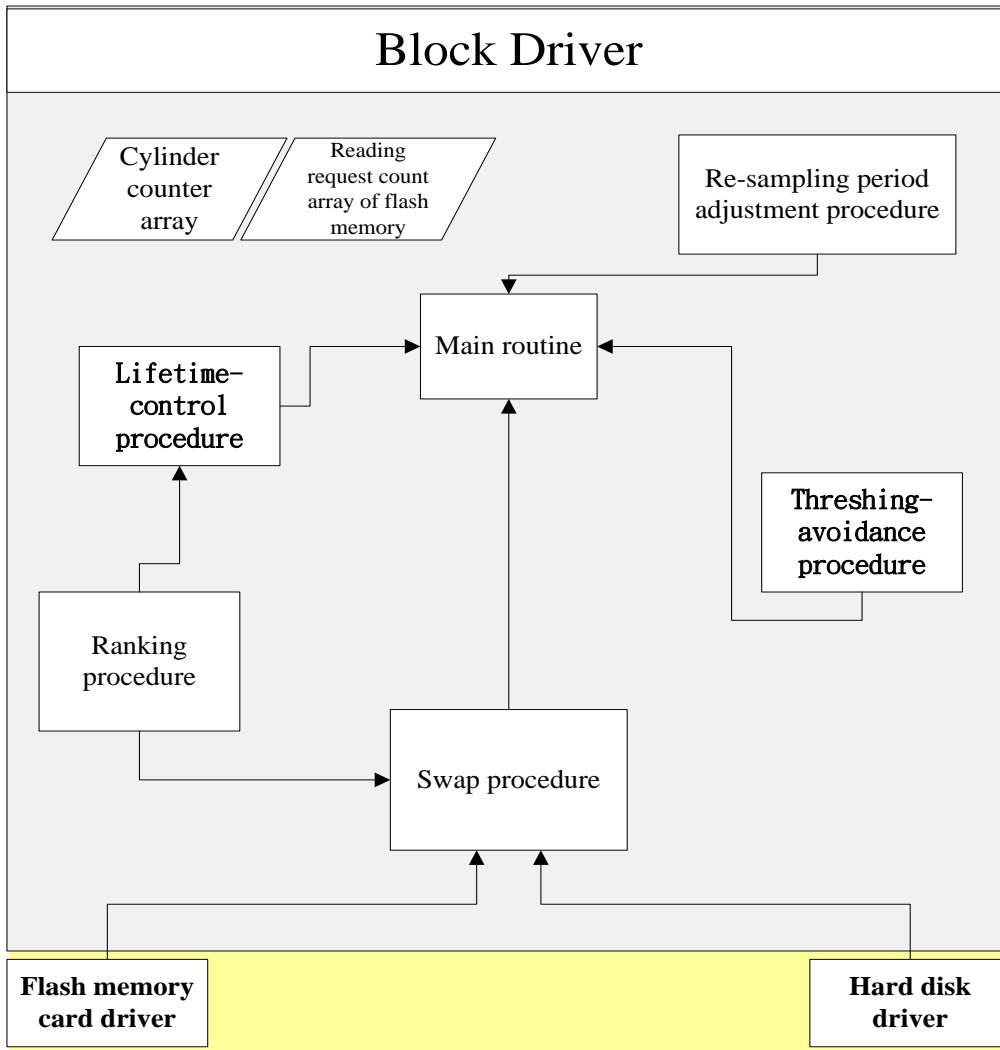 Block Driver
Cylinder
counter
array
Reading
request count
array of flash
memory
Re-sampling period
adjustment procedure
Main routine
Lifetime-
control
procedure
Threshing-
avoidance
procedure
Ranking
procedure
Swap procedure
Flash memory
card driver
Hard disk
driver